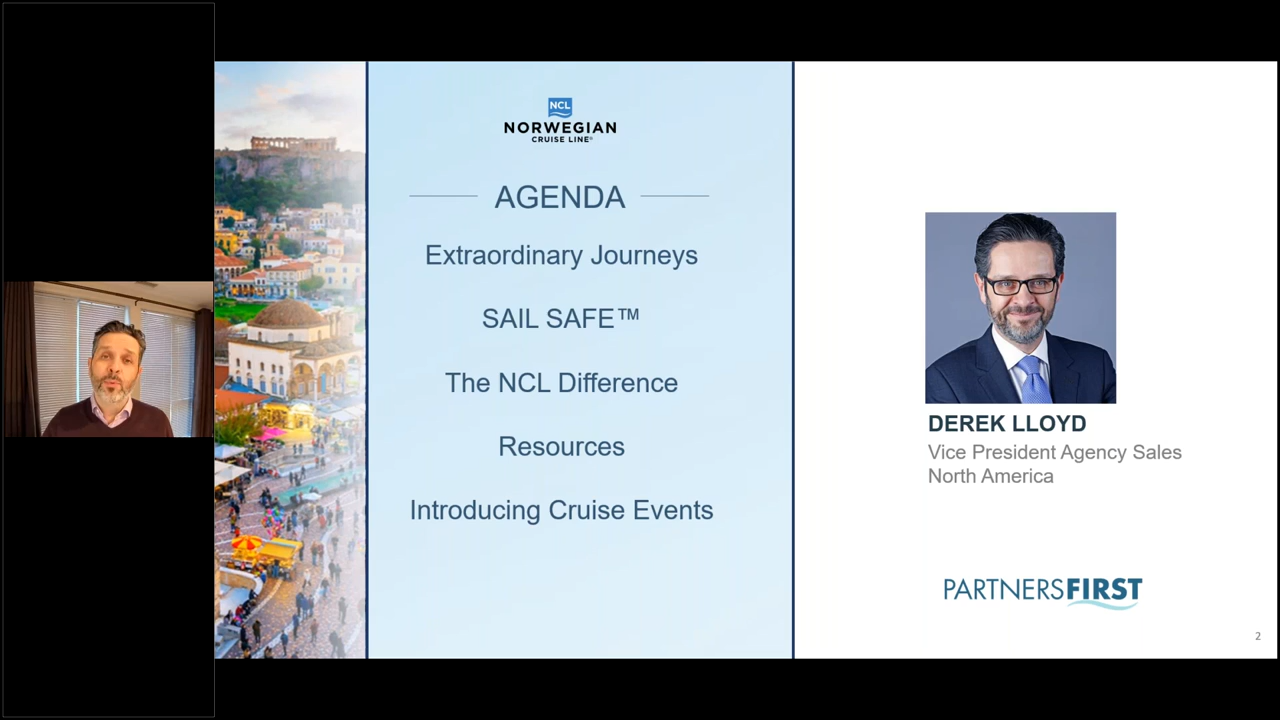 NCL
NORWEGIAN
CRUISE LINE®
AGENDA
Extraordinary Journeys
SAIL SAFE™
The NCL Difference
Resources
Introducing Cruise Events
DEREK LLOYD
Vice President Agency Sales
North America
PARTNERSFIRST
2